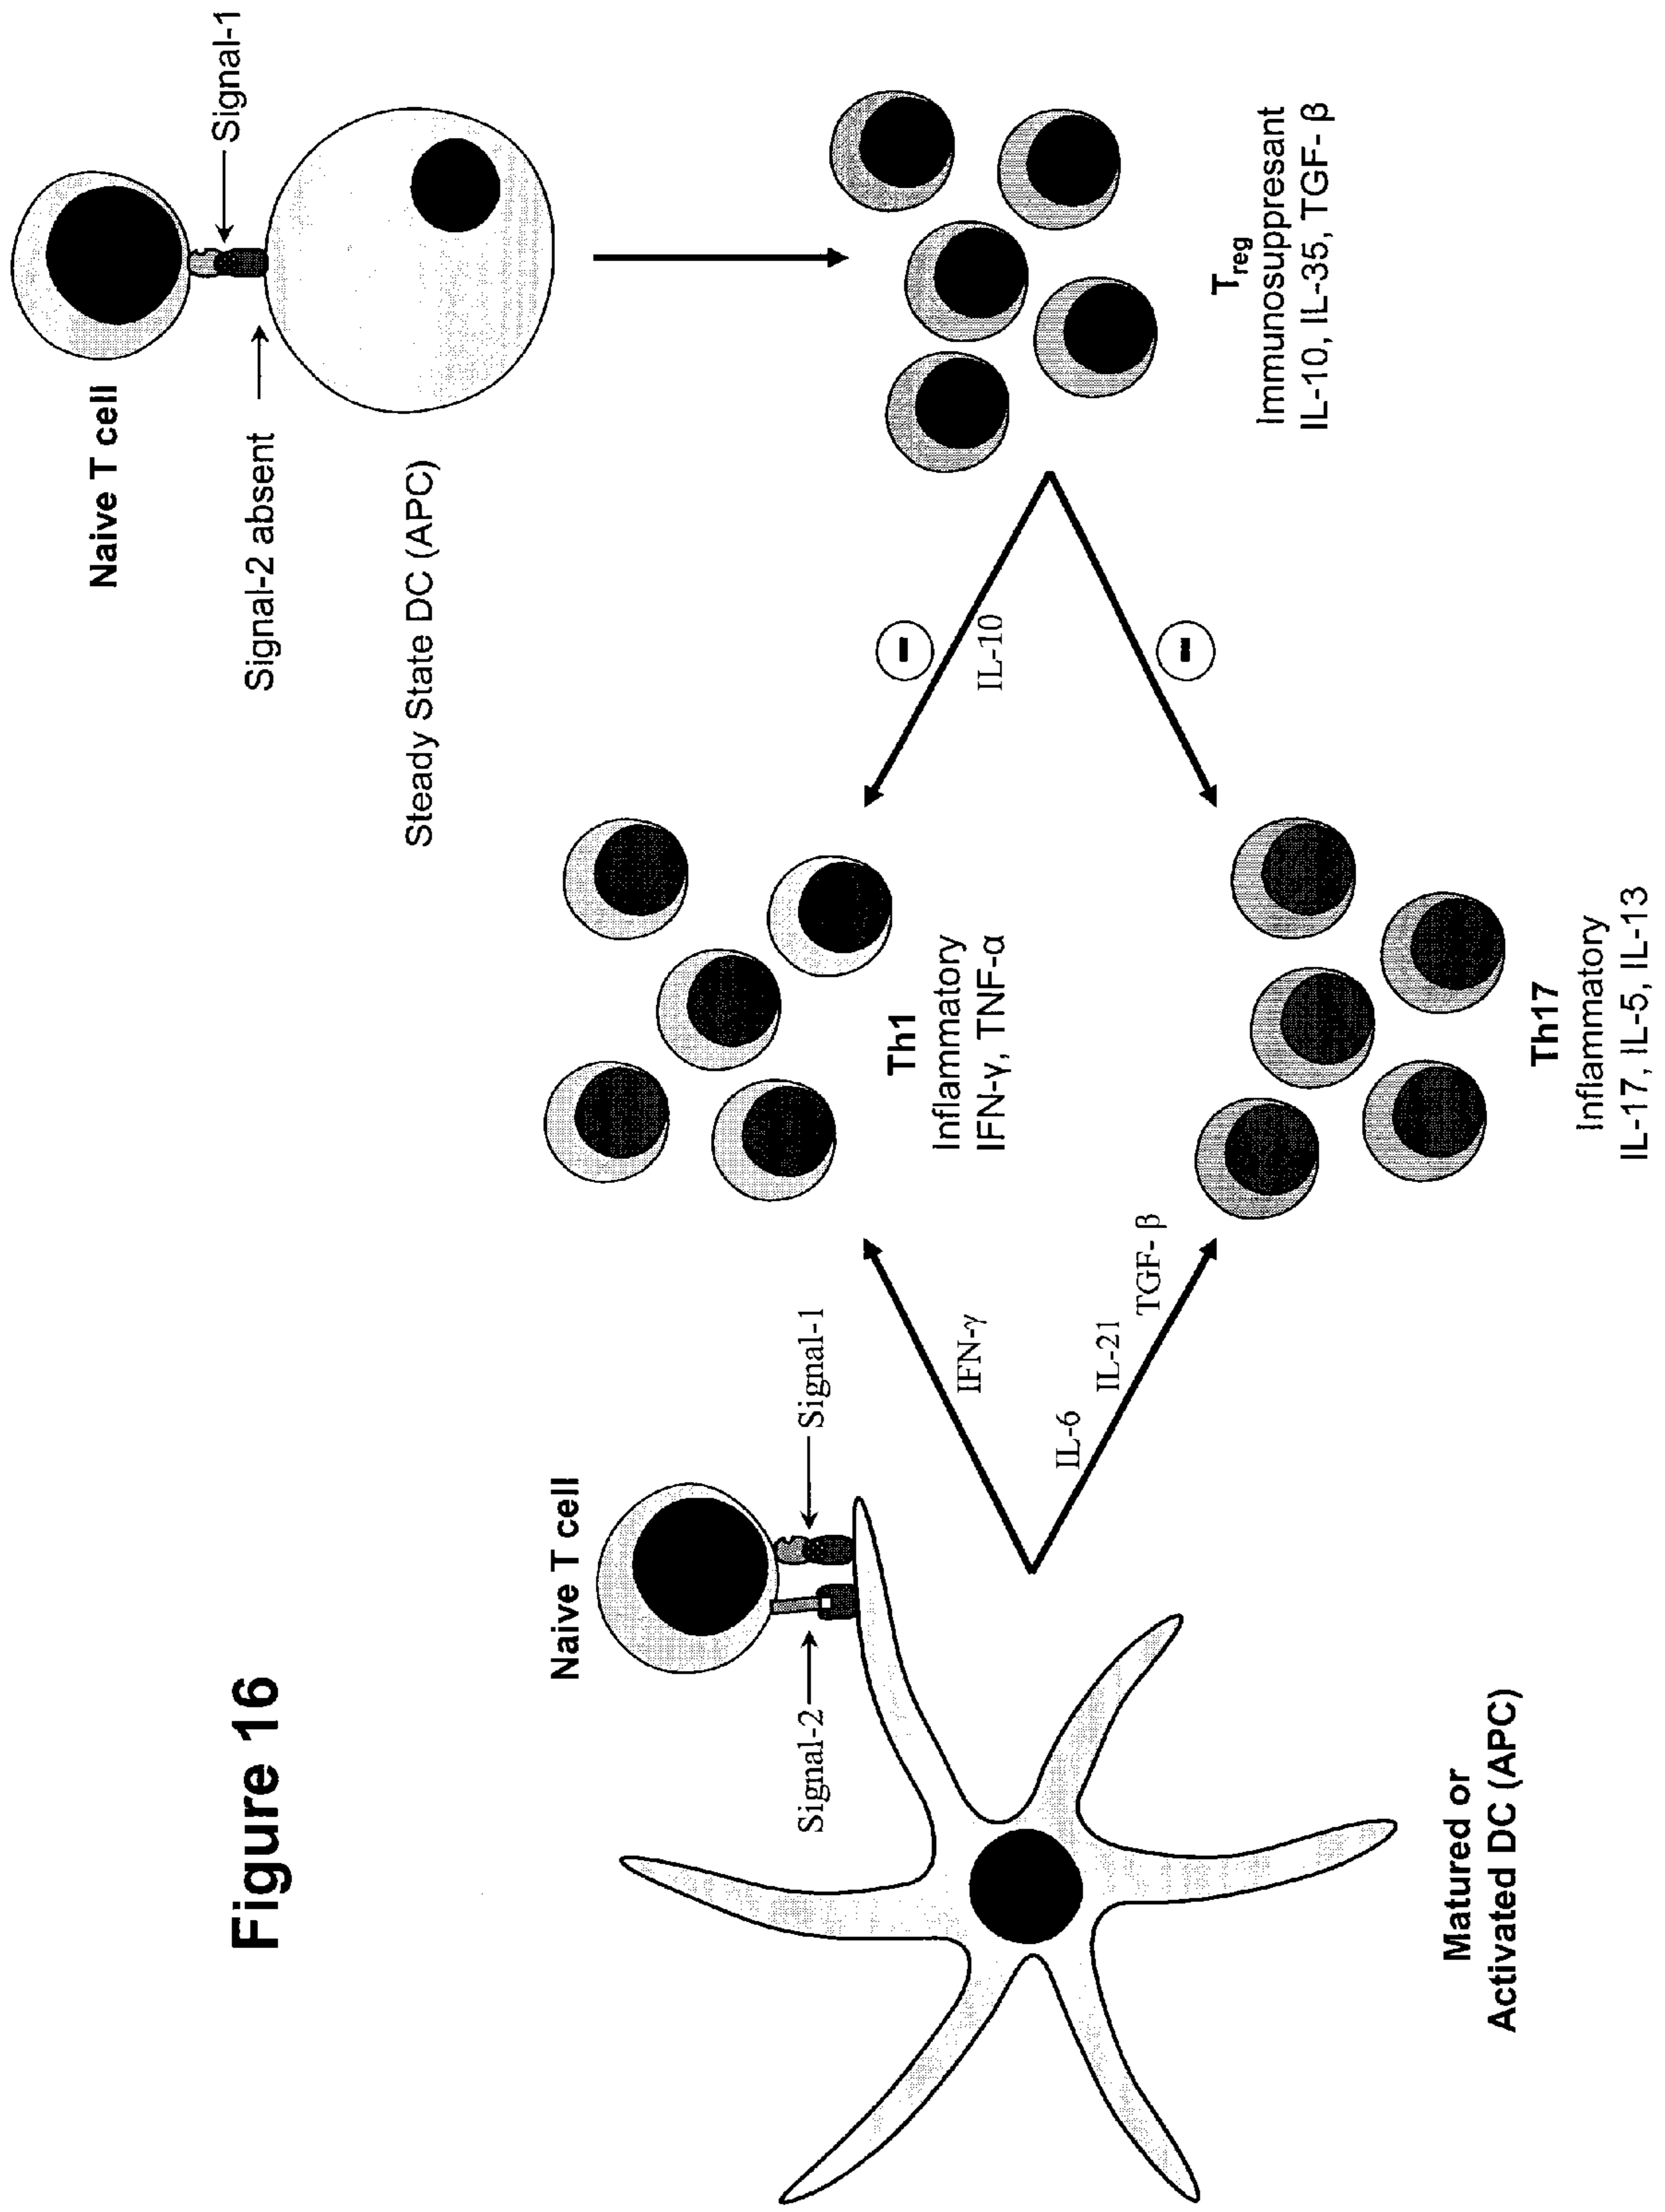 Figure 16
Naive T cell
Signal-2
Signal-1
Matured or
Activated DC (APC)
IFN-γ
IL-6
IL-21
TGF- β
Th1
Inflammatory
IFN-γ, TNF-α
Th17
Inflammatory
IL-17, IL-5, IL-13
IL-10
Naive T cell
Signal-1
Signal-2 absent
Steady State DC (APC)
Treg
Immunosuppresant
IL-10, IL-35, TGF- β